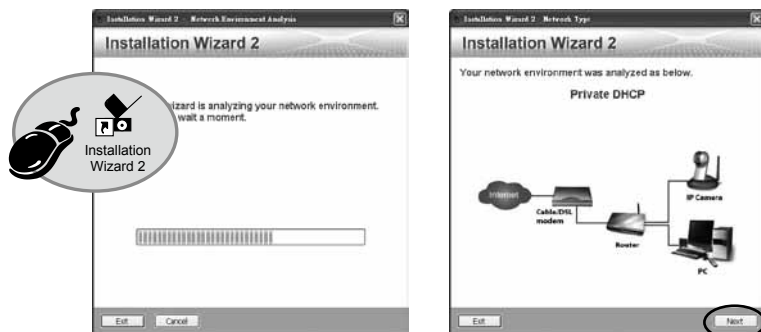 Installation Wizard 2 - Network Environment Analysis
Installation Wizard 2
wizard is analyzing your network environment.
wait a moment.
Installation
Wizard 2
Exit
Cancel
Installation Wizard 2 - Network Type
Installation Wizard 2
Your network environment was analyzed as below.
Private DHCP
Internet
Cable/DSL
modem
IP Camera
Router
PC
Exit
Next